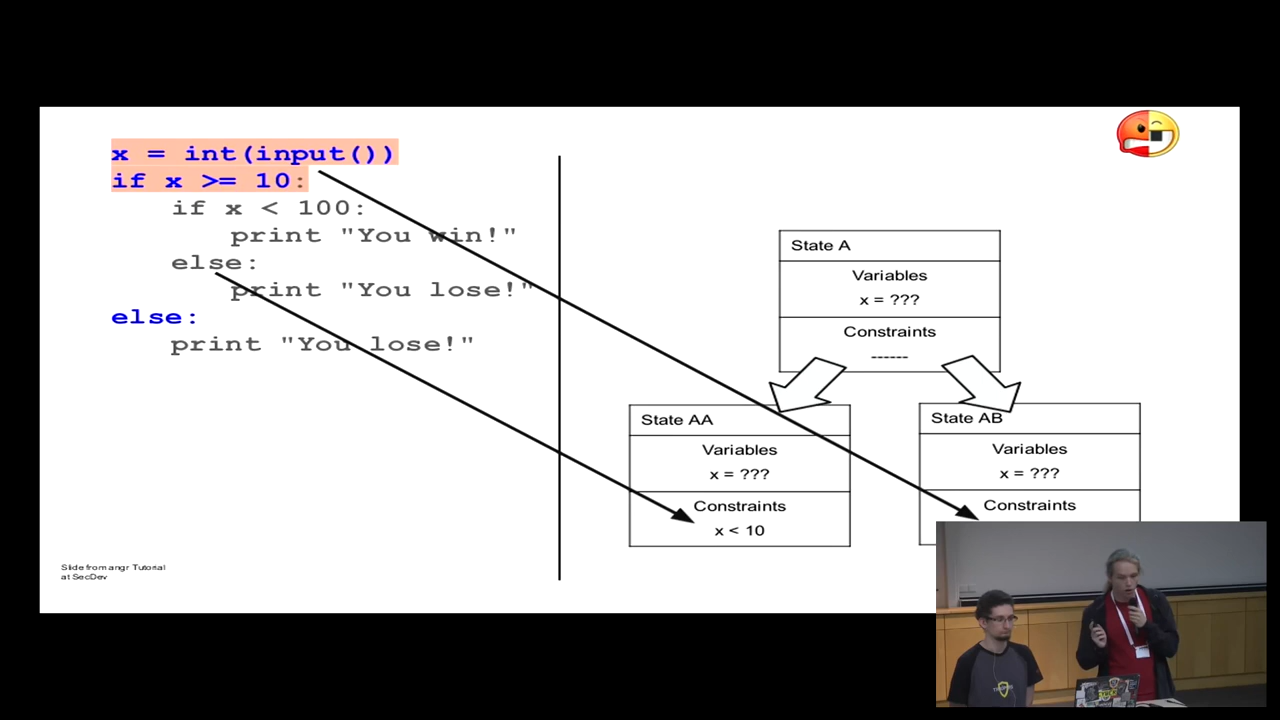 x = int(input())
if x >= 10:
if x < 100:
print "You win!"
else:
print "You lose!"
else:
print "You lose!"
Slide from angr Tutorial
at SecDev
State A
Variables
x = ???
Constraints
------
State AA
Variables
x = ???
Constraints
x < 10
State AB
Variables
x = ???
Constraints